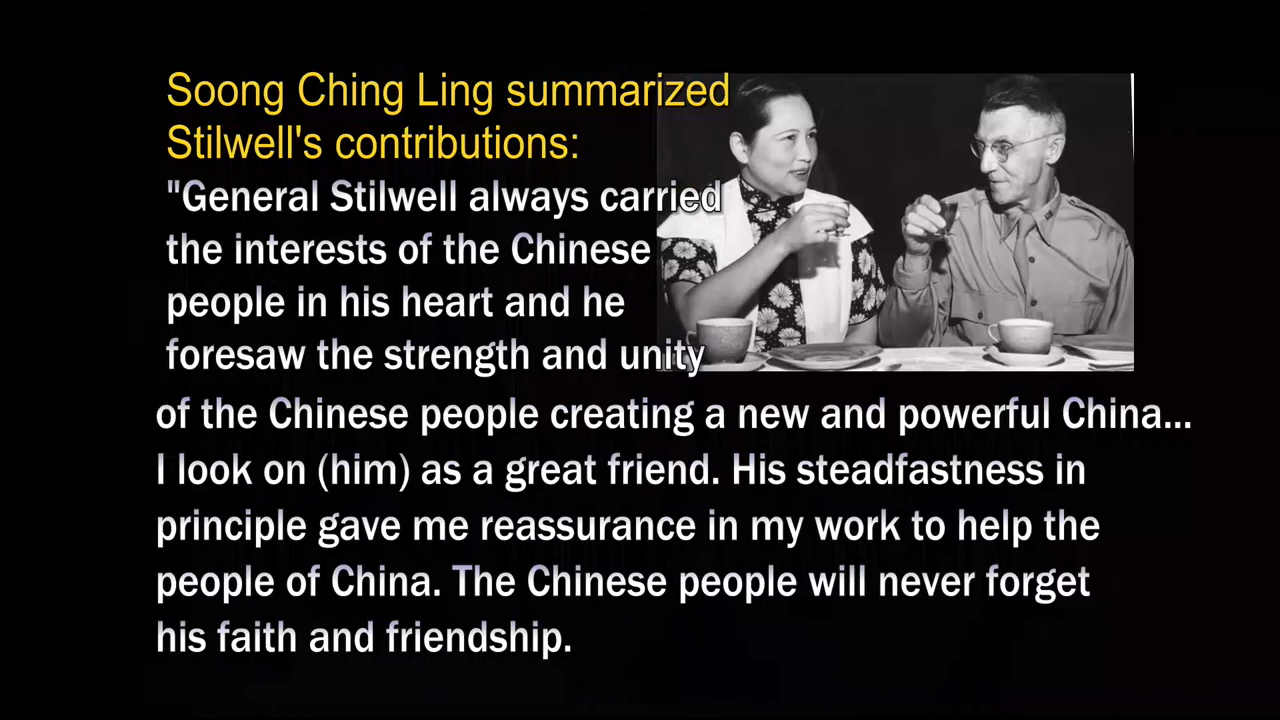 Soong Ching Ling summarized
Stilwell's contributions:
"General Stilwell always carried
the interests of the Chinese
people in his heart and he
foresaw the strength and unity
of the Chinese people creating a new and powerful China...
I look on (him) as a great friend. His steadfastness in
principle gave me reassurance in my work to help the
people of China. The Chinese people will never forget
his faith and friendship.